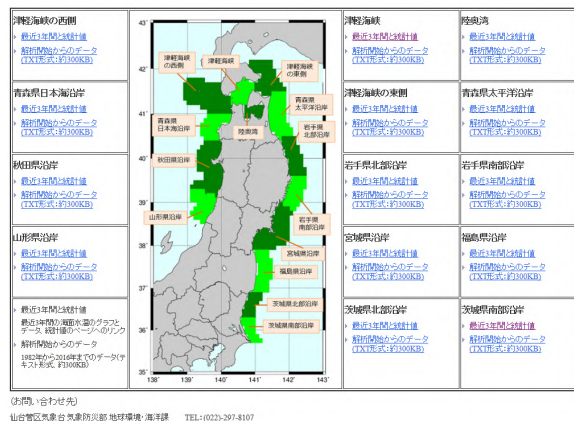 津軽海峡の西側
最近3年間と統計値
解析開始からのデータ
(TXT形式:約300KB)
青森県日本海沿岸
最近3年間と統計値
解析開始からのデータ
(TXT形式:約300KB)
秋田県沿岸
最近3年間と統計値
解析開始からのデータ
(TXT形式:約300KB)
山形県沿岸
最近3年間と統計値
解析開始からのデータ
(TXT形式:約300KB)
最近3年間と統計値
最近3年間の海面水温のグラフと
データ、統計値のページへのリンク
解析開始からのデータ
1982年から2016年までのデータ(テ
キスト形式、約300KB)
43°
42°
41°
40°
39°
38°
37°
36°
35°
138°
139°
140°
141°
142°
143°
津軽海峡
の西側
津軽海峡
津軽海峡
の東側
青森県
太平洋沿岸
青森県
日本海沿岸
陸奥湾
岩手県
北部沿岸
秋田県沿岸
山形県沿岸
岩手県
南部沿岸
宮城県沿岸
福島県沿岸
茨城県北部沿岸
茨城県南部沿岸
津軽海峡
最近3年間と統計値
解析開始からのデータ
(TXT形式:約300KB)
陸奥湾
最近3年間と統計値
解析開始からのデータ
(TXT形式:約300KB)
津軽海峡の東側
最近3年間と統計値
解析開始からのデータ
(TXT形式:約300KB)
青森県太平洋沿岸
最近3年間と統計値
解析開始からのデータ
(TXT形式:約300KB)
岩手県北部沿岸
最近3年間と統計値
解析開始からのデータ
(TXT形式:約300KB)
岩手県南部沿岸
最近3年間と統計値
解析開始からのデータ
(TXT形式:約300KB)
宮城県沿岸
最近3年間と統計値
解析開始からのデータ
(TXT形式:約300KB)
福島県沿岸
最近3年間と統計値
解析開始からのデータ
(TXT形式:約300KB)
茨城県北部沿岸
最近3年間と統計値
解析開始からのデータ
(TXT形式:約300KB)
茨城県南部沿岸
最近3年間と統計値
解析開始からのデータ
(TXT形式:約300KB)
(お問い合わせ先)
仙台管区気象台 気象防災部 地球環境・海洋課 TEL:(022)-297-8107